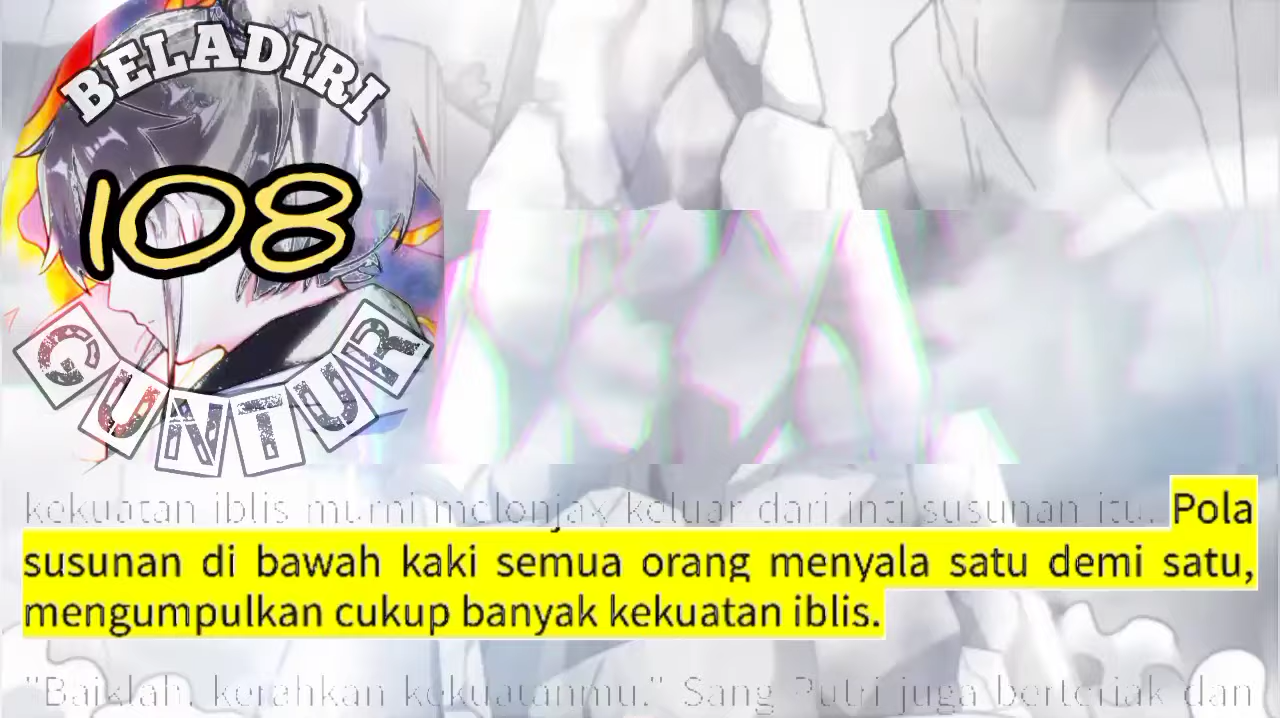 BELADIRI
108
GUNTUR
kekuatan iblis murni melonjak keluar dari inti susunan itu. Pola
susunan di bawah kaki semua orang menyala satu demi satu,
mengumpulkan cukup banyak kekuatan iblis.
"Baiklah, kerahkan kekuatanmu." Sang Putri juga berteriak dan